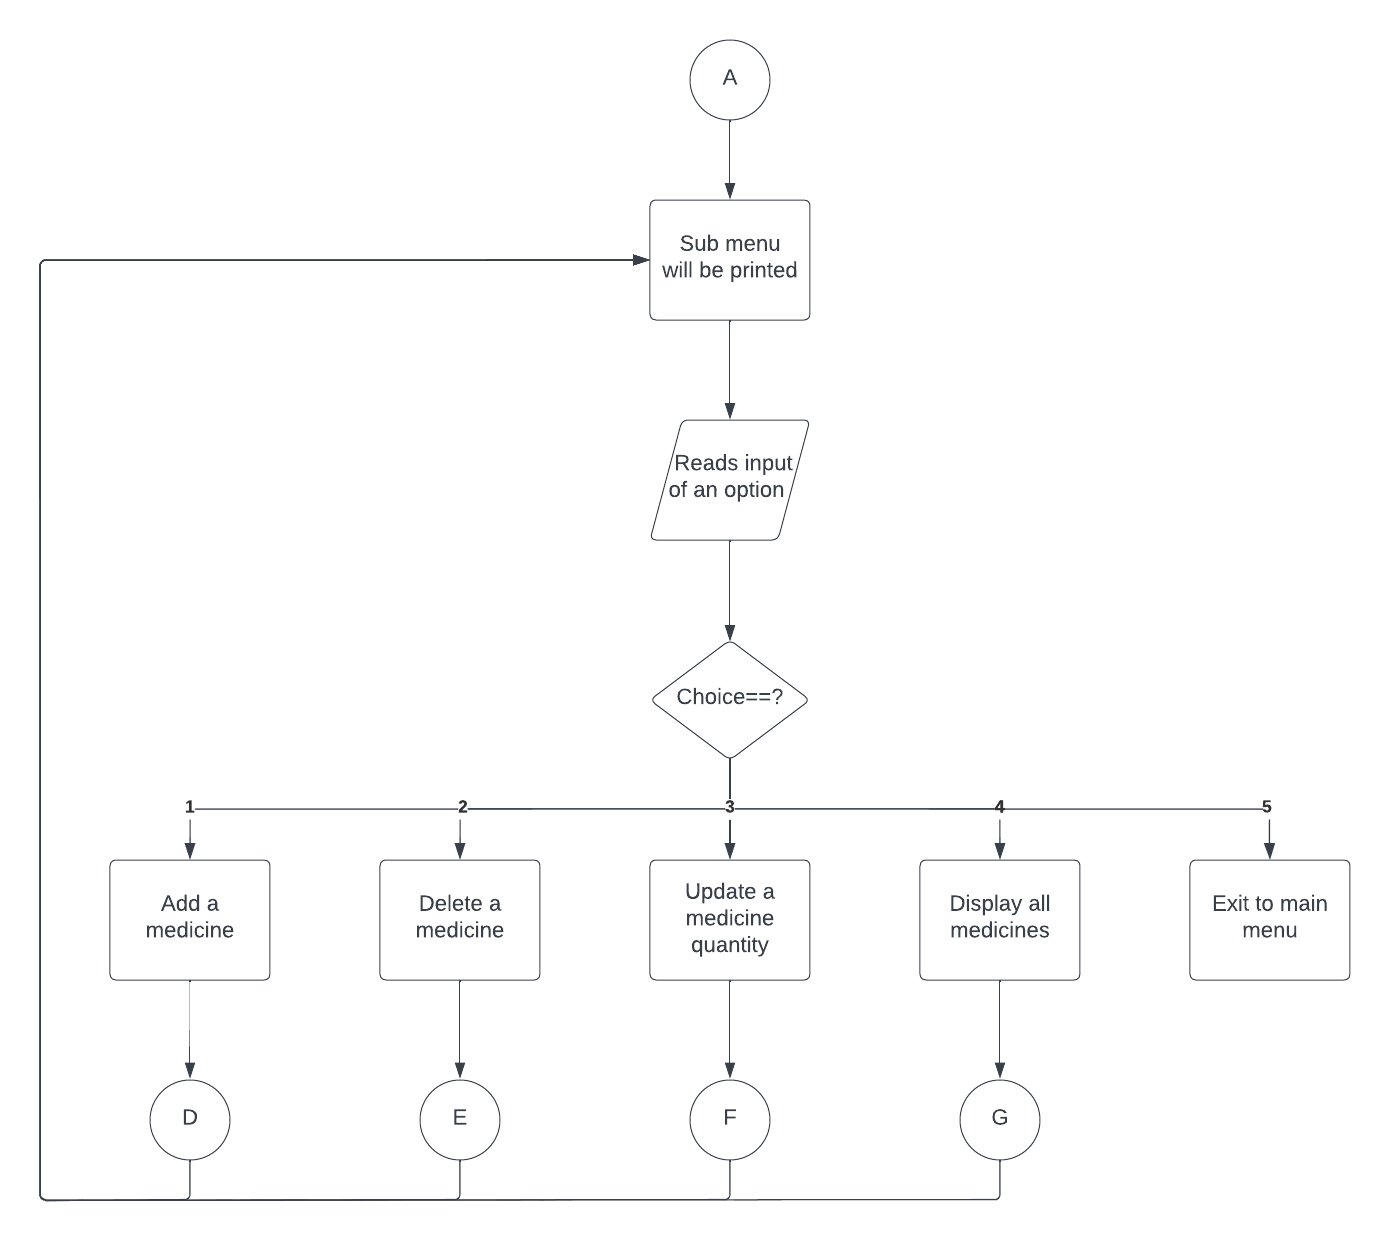 A
Sub menu
will be printed
Reads input
of an option
Choice==?
1
2
3
4
5
Add a
medicine
Delete a
medicine
Update a
medicine
quantity
Display all
medicines
Exit to main
menu
D
E
F
G